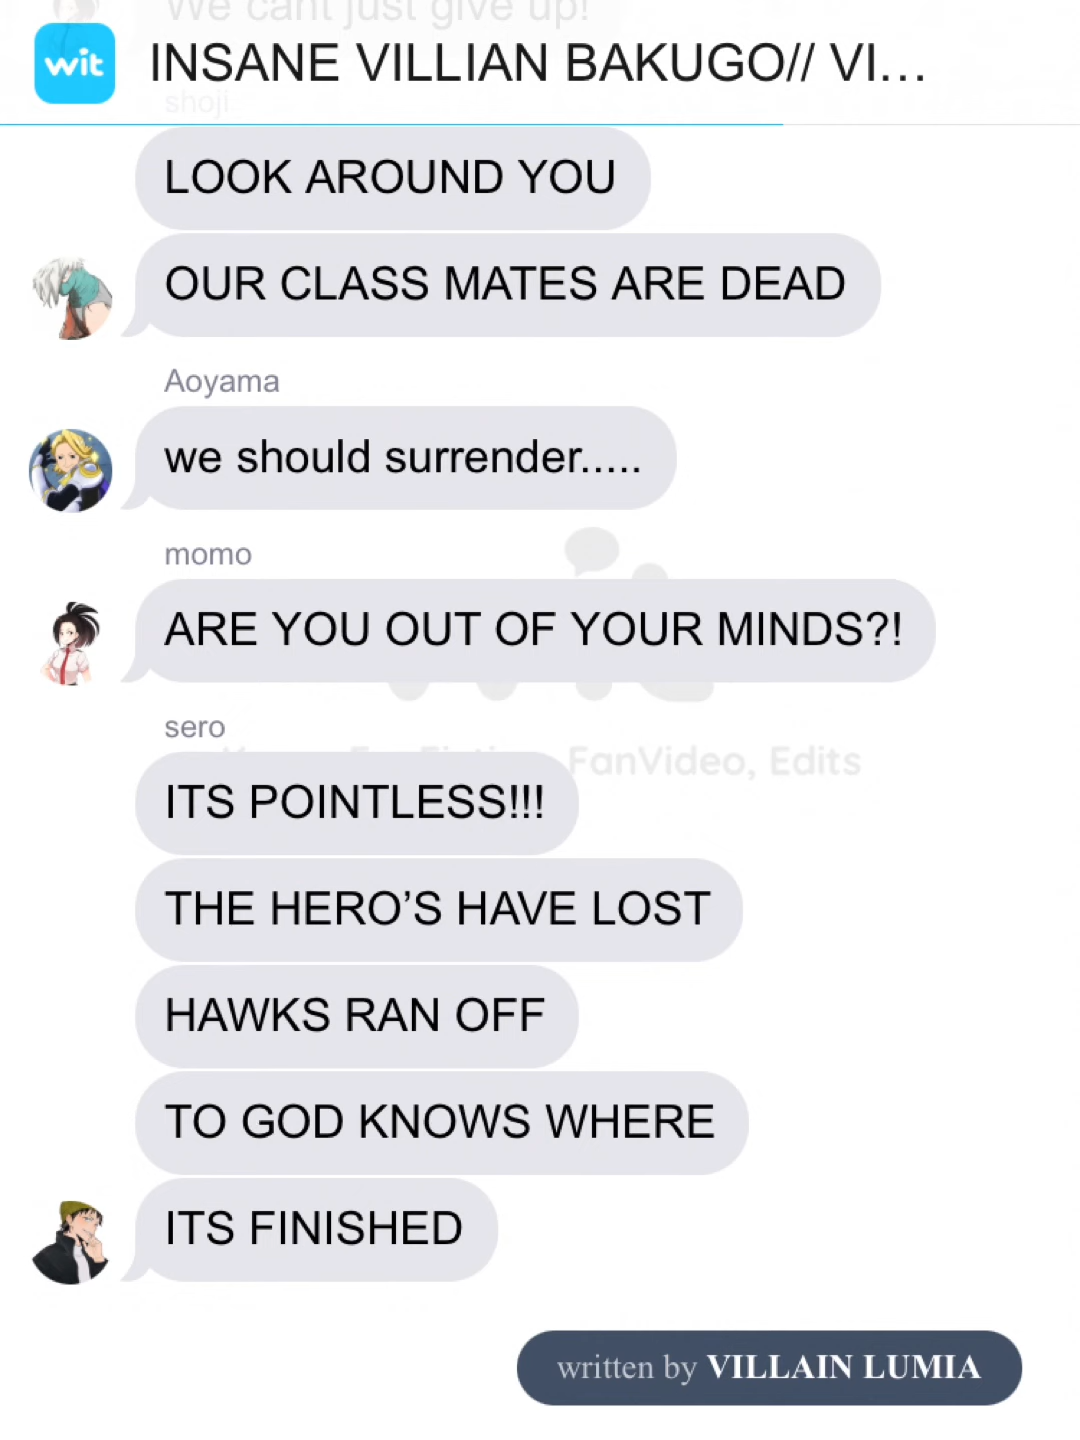 We cant just give up!
wit
INSANE VILLIAN BAKUGO// VI...
shoji
LOOK AROUND YOU
OUR CLASS MATES ARE DEAD
Aoyama
we should surrender.....
momo
ARE YOU OUT OF YOUR MINDS?!
sero
FanVideo, Edits
ITS POINTLESS!!!
THE HERO’S HAVE LOST
HAWKS RAN OFF
TO GOD KNOWS WHERE
ITS FINISHED
written by VILLAIN LUMIA